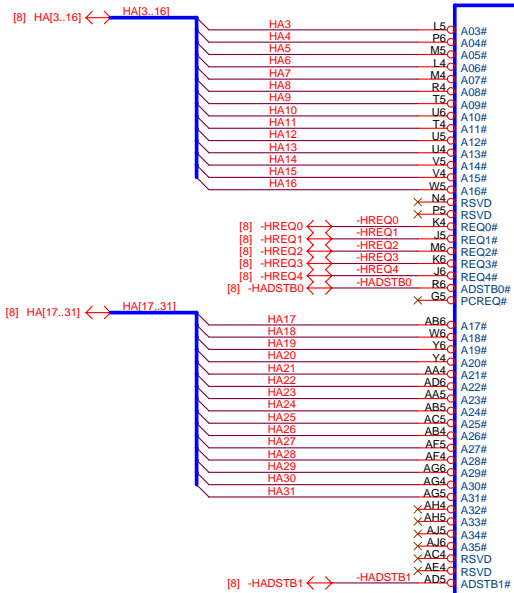 [8] HA[3..16] HA[3..16]
HA3 L5 A03#
HA4 P6 A04#
HA5 M5 A05#
HA6 L4 A06#
HA7 M4 A07#
HA8 R4 A08#
HA9 T5 A09#
HA10 U6 A10#
HA11 T4 A11#
HA12 U5 A12#
HA13 U4 A13#
HA14 V5 A14#
HA15 V4 A15#
HA16 W5 A16#
N4 RSVD
P5 RSVD
[8] -HREQ0 -HREQ0 K4 REQ0#
[8] -HREQ1 -HREQ1 J5 REQ1#
[8] -HREQ2 -HREQ2 M6 REQ2#
[8] -HREQ3 -HREQ3 K6 REQ3#
[8] -HREQ4 -HREQ4 J6 REQ4#
[8] -HADSTB0 -HADSTB0 R6 ADSTB0#
G5 PCREQ#
[8] HA[17..31] HA[17..31]
HA17 AB6 A17#
HA18 W6 A18#
HA19 Y6 A19#
HA20 Y4 A20#
HA21 AA4 A21#
HA22 AD6 A22#
HA23 AA5 A23#
HA24 AB5 A24#
HA25 AC5 A25#
HA26 AB4 A26#
HA27 AF5 A27#
HA28 AF4 A28#
HA29 AG6 A29#
HA30 AG4 A30#
HA31 AG5 A31#
AH4 A32#
AH5 A33#
AJ5 A34#
AJ6 A35#
AC4 RSVD
AE4 RSVD
[8] -HADSTB1 -HADSTB1 AD5 ADSTB1#